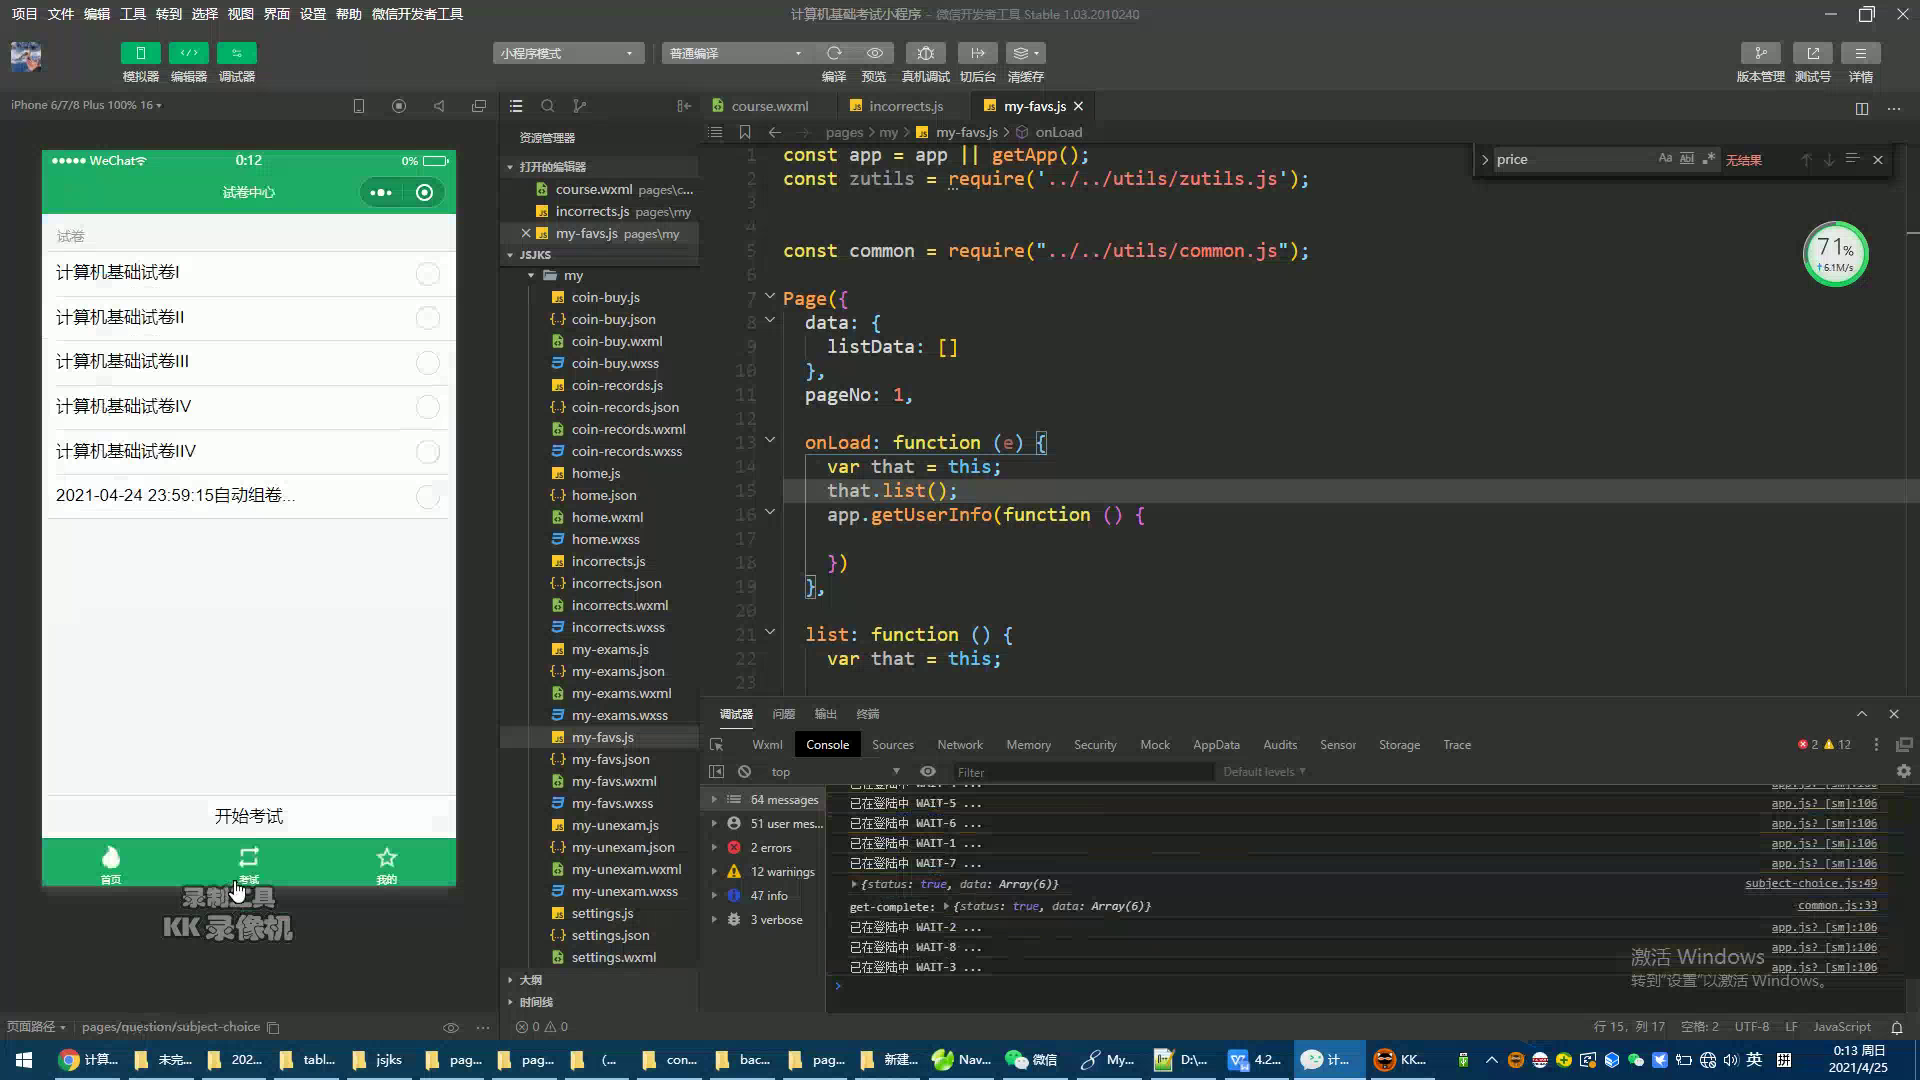 项目 文件 编辑 工具 转到 选择 视图 界面 设置 帮助 微信开发者工具
计算机基础考试小程序 - 微信开发者工具 Stable 1.03.2010240
模拟器 编辑器 调试器
小程序模式
普通编译
编译 预览 真机调试 切后台 清缓存
版本管理 测试号 详情
iPhone 6/7/8 Plus 100% 16
WeChat
0:12
0%
试卷中心
试卷
计算机基础试卷I
计算机基础试卷II
计算机基础试卷III
计算机基础试卷IV
计算机基础试卷IIV
2021-04-24 23:59:15自动组卷...
开始考试
首页 考试 我的
录制工具
KK 录像机
页面路径 pages/question/subject-choice
资源管理器
打开的编辑器
course.wxml pages\c...
incorrects.js pages\my
my-favs.js pages\my
JSJKS
my
coin-buy.js
coin-buy.json
coin-buy.wxml
coin-buy.wxss
coin-records.js
coin-records.json
coin-records.wxml
coin-records.wxss
home.js
home.json
home.wxml
home.wxss
incorrects.js
incorrects.json
incorrects.wxml
incorrects.wxss
my-exams.js
my-exams.json
my-exams.wxml
my-exams.wxss
my-favs.js
my-favs.json
my-favs.wxml
my-favs.wxss
my-unexam.js
my-unexam.json
my-unexam.wxml
my-unexam.wxss
settings.js
settings.json
settings.wxml
大纲
时间线
0 0
course.wxml incorrects.js my-favs.js
pages > my > my-favs.js > onLoad
price
Aa Abl .* 无结果
71%
6.1M/s
1 const app = app || getApp();
2 const zutils = require('../../utils/zutils.js');
3
4
5 const common = require("../../utils/common.js");
6
7 Page({
8 data: {
9 listData: []
10 },
11 pageNo: 1,
12
13 onLoad: function (e) {
14 var that = this;
15 that.list();
16 app.getUserInfo(function () {
17
18 })
19 },
20
21 list: function () {
22 var that = this;
23
调试器 问题 输出 终端
Wxml Console Sources Network Memory Security Mock AppData Audits Sensor Storage Trace
2 12
top
Filter
Default levels
64 messages
51 user mes...
2 errors
12 warnings
47 info
3 verbose
已在登陆中 WAIT-5 ... app.js? [sm]:106
已在登陆中 WAIT-6 ... app.js? [sm]:106
已在登陆中 WAIT-1 ... app.js? [sm]:106
已在登陆中 WAIT-7 ... app.js? [sm]:106
{status: true, data: Array(6)} subject-choice.js:49
get-complete: {status: true, data: Array(6)} common.js:33
已在登陆中 WAIT-2 ... app.js? [sm]:106
已在登陆中 WAIT-8 ... app.js? [sm]:106
已在登陆中 WAIT-3 ... app.js? [sm]:106
激活 Windows
转到"设置"以激活 Windows。
行 15，列 17 空格: 2 UTF-8 LF JavaScript
计算... 未完... 202... tabl... jsjks pag... pag... (... con... bac... pag... 新建... Nav... 微信 My... D:\... 4.2... 计... KK...
英
0:13 周日
2021/4/25